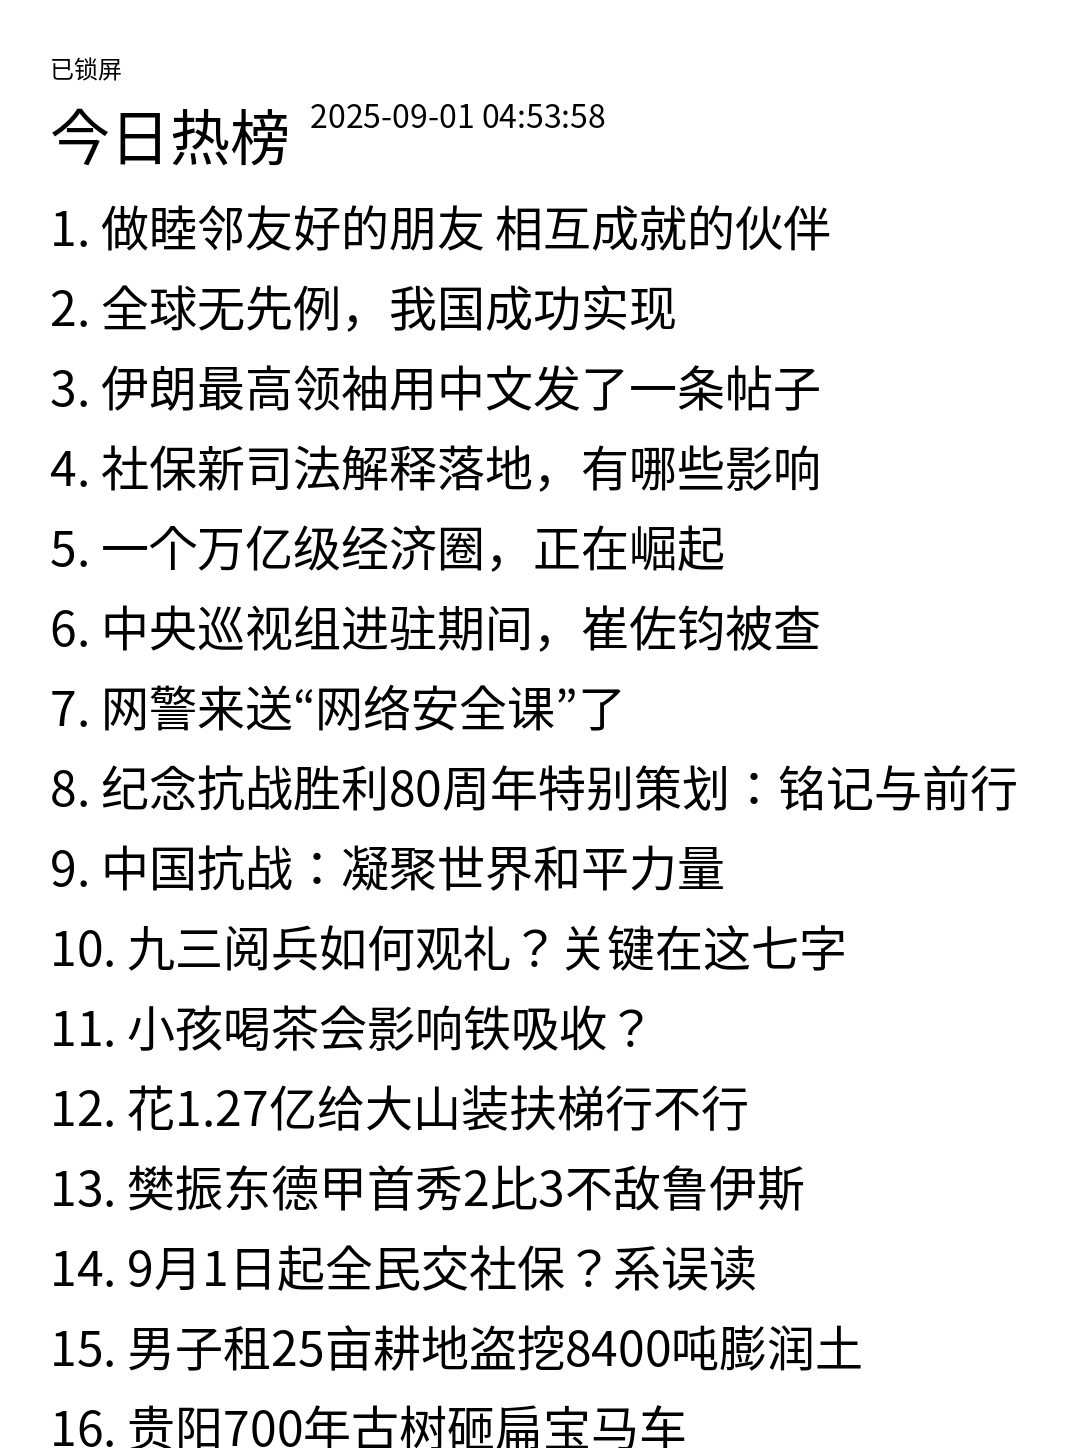 已锁屏
今日热榜 2025-09-01 04:53:58
1. 做睦邻友好的朋友 相互成就的伙伴
2. 全球无先例，我国成功实现
3. 伊朗最高领袖用中文发了一条帖子
4. 社保新司法解释落地，有哪些影响
5. 一个万亿级经济圈，正在崛起
6. 中央巡视组进驻期间，崔佐钧被查
7. 网警来送“网络安全课”了
8. 纪念抗战胜利80周年特别策划：铭记与前行
9. 中国抗战：凝聚世界和平力量
10. 九三阅兵如何观礼？关键在这七字
11. 小孩喝茶会影响铁吸收？
12. 花1.27亿给大山装扶梯行不行
13. 樊振东德甲首秀2比3不敌鲁伊斯
14. 9月1日起全民交社保？系误读
15. 男子租25亩耕地盗挖8400吨膨润土
16. 贵阳700年古树砸扁宝马车